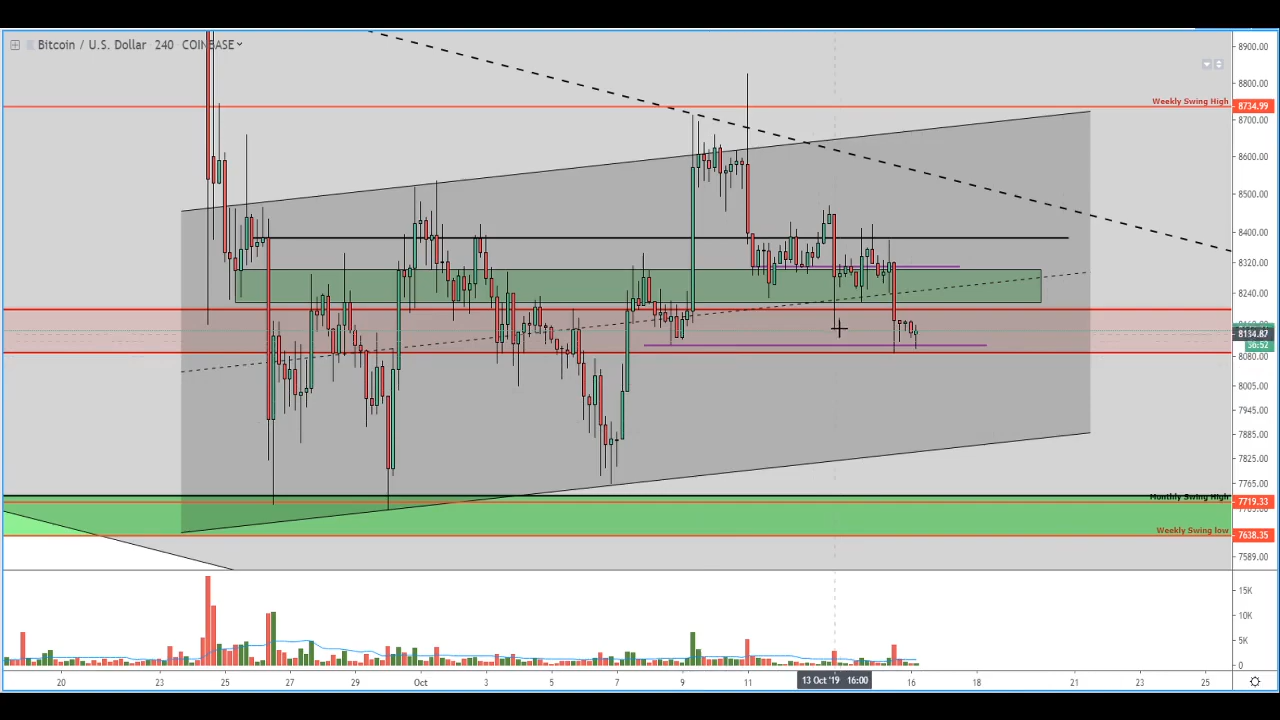 Bitcoin / U.S. Dollar 240 COINBASE
8900.00
8800.00
Weekly Swing High 8734.99
8700.00
8600.00
8500.00
8400.00
8320.00
8240.00
8134.87
36:52
8080.00
8005.00
7945.00
7885.00
7825.00
7765.00
Monthly Swing High 7719.33
Weekly Swing low 7638.35
7589.00
15K
10K
5K
0
20 23 25 27 29 Oct 3 5 7 9 11 13 Oct '19 16:00 16 18 21 23 25